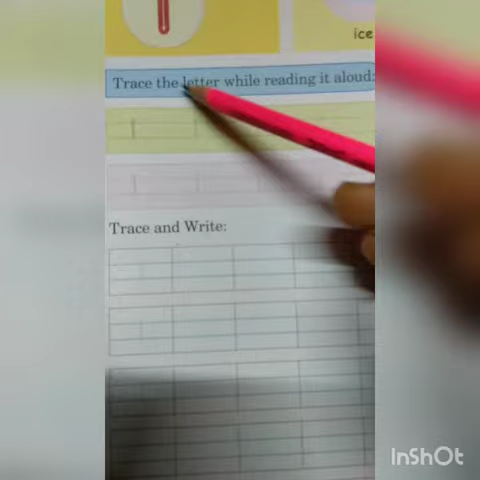 ice
Trace the letter while reading it aloud:
Trace and Write:
InShOt